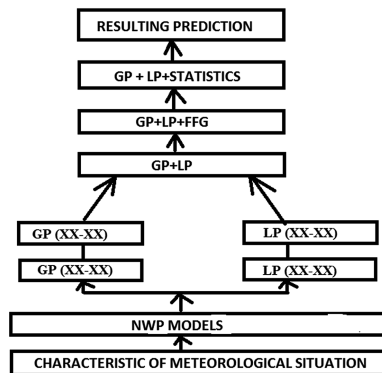 RESULTING PREDICTION
GP + LP+STATISTICS
GP+LP+FFG
GP+LP
GP (XX-XX)
LP (XX-XX)
GP (XX-XX)
LP (XX-XX)
NWP MODELS
CHARACTERISTIC OF METEOROLOGICAL SITUATION